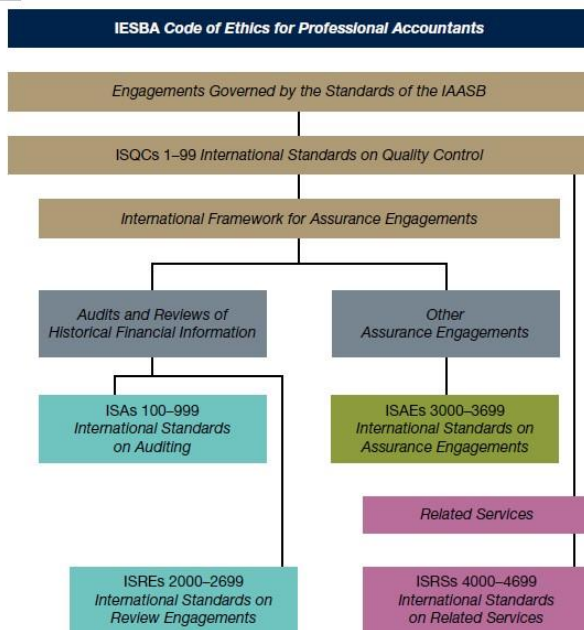 IESBA Code of Ethics for Professional Accountants
Engagements Governed by the Standards of the IAASB
ISQCs 1–99 International Standards on Quality Control
International Framework for Assurance Engagements
Audits and Reviews of
Historical Financial Information
Other
Assurance Engagements
ISAs 100–999
International Standards
on Auditing
ISAEs 3000–3699
International Standards on
Assurance Engagements
Related Services
ISREs 2000–2699
International Standards on
Review Engagements
ISRSs 4000–4699
International Standards
on Related Services